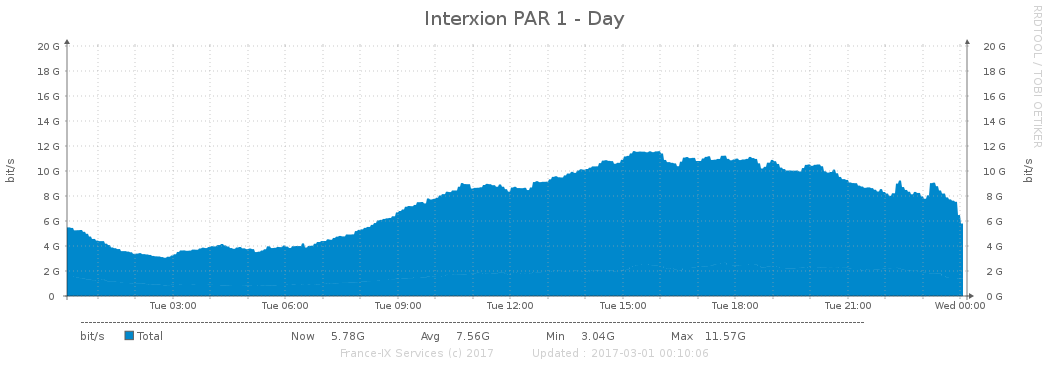 Interxion PAR 1 - Day
RRDTOOL / TOBI OETIKER
20 G 20 G
18 G 18 G
16 G 16 G
14 G 14 G
12 G 12 G
10 G 10 G
8 G 8 G
6 G 6 G
4 G 4 G
2 G 2 G
0 0 G
bit/s
bit/s
Tue 03:00 Tue 06:00 Tue 09:00 Tue 12:00 Tue 15:00 Tue 18:00 Tue 21:00 Wed 00:00
bit/s Total Now 5.78G Avg 7.56G Min 3.04G Max 11.57G
France-IX Services (c) 2017 Updated : 2017-03-01 00:10:06